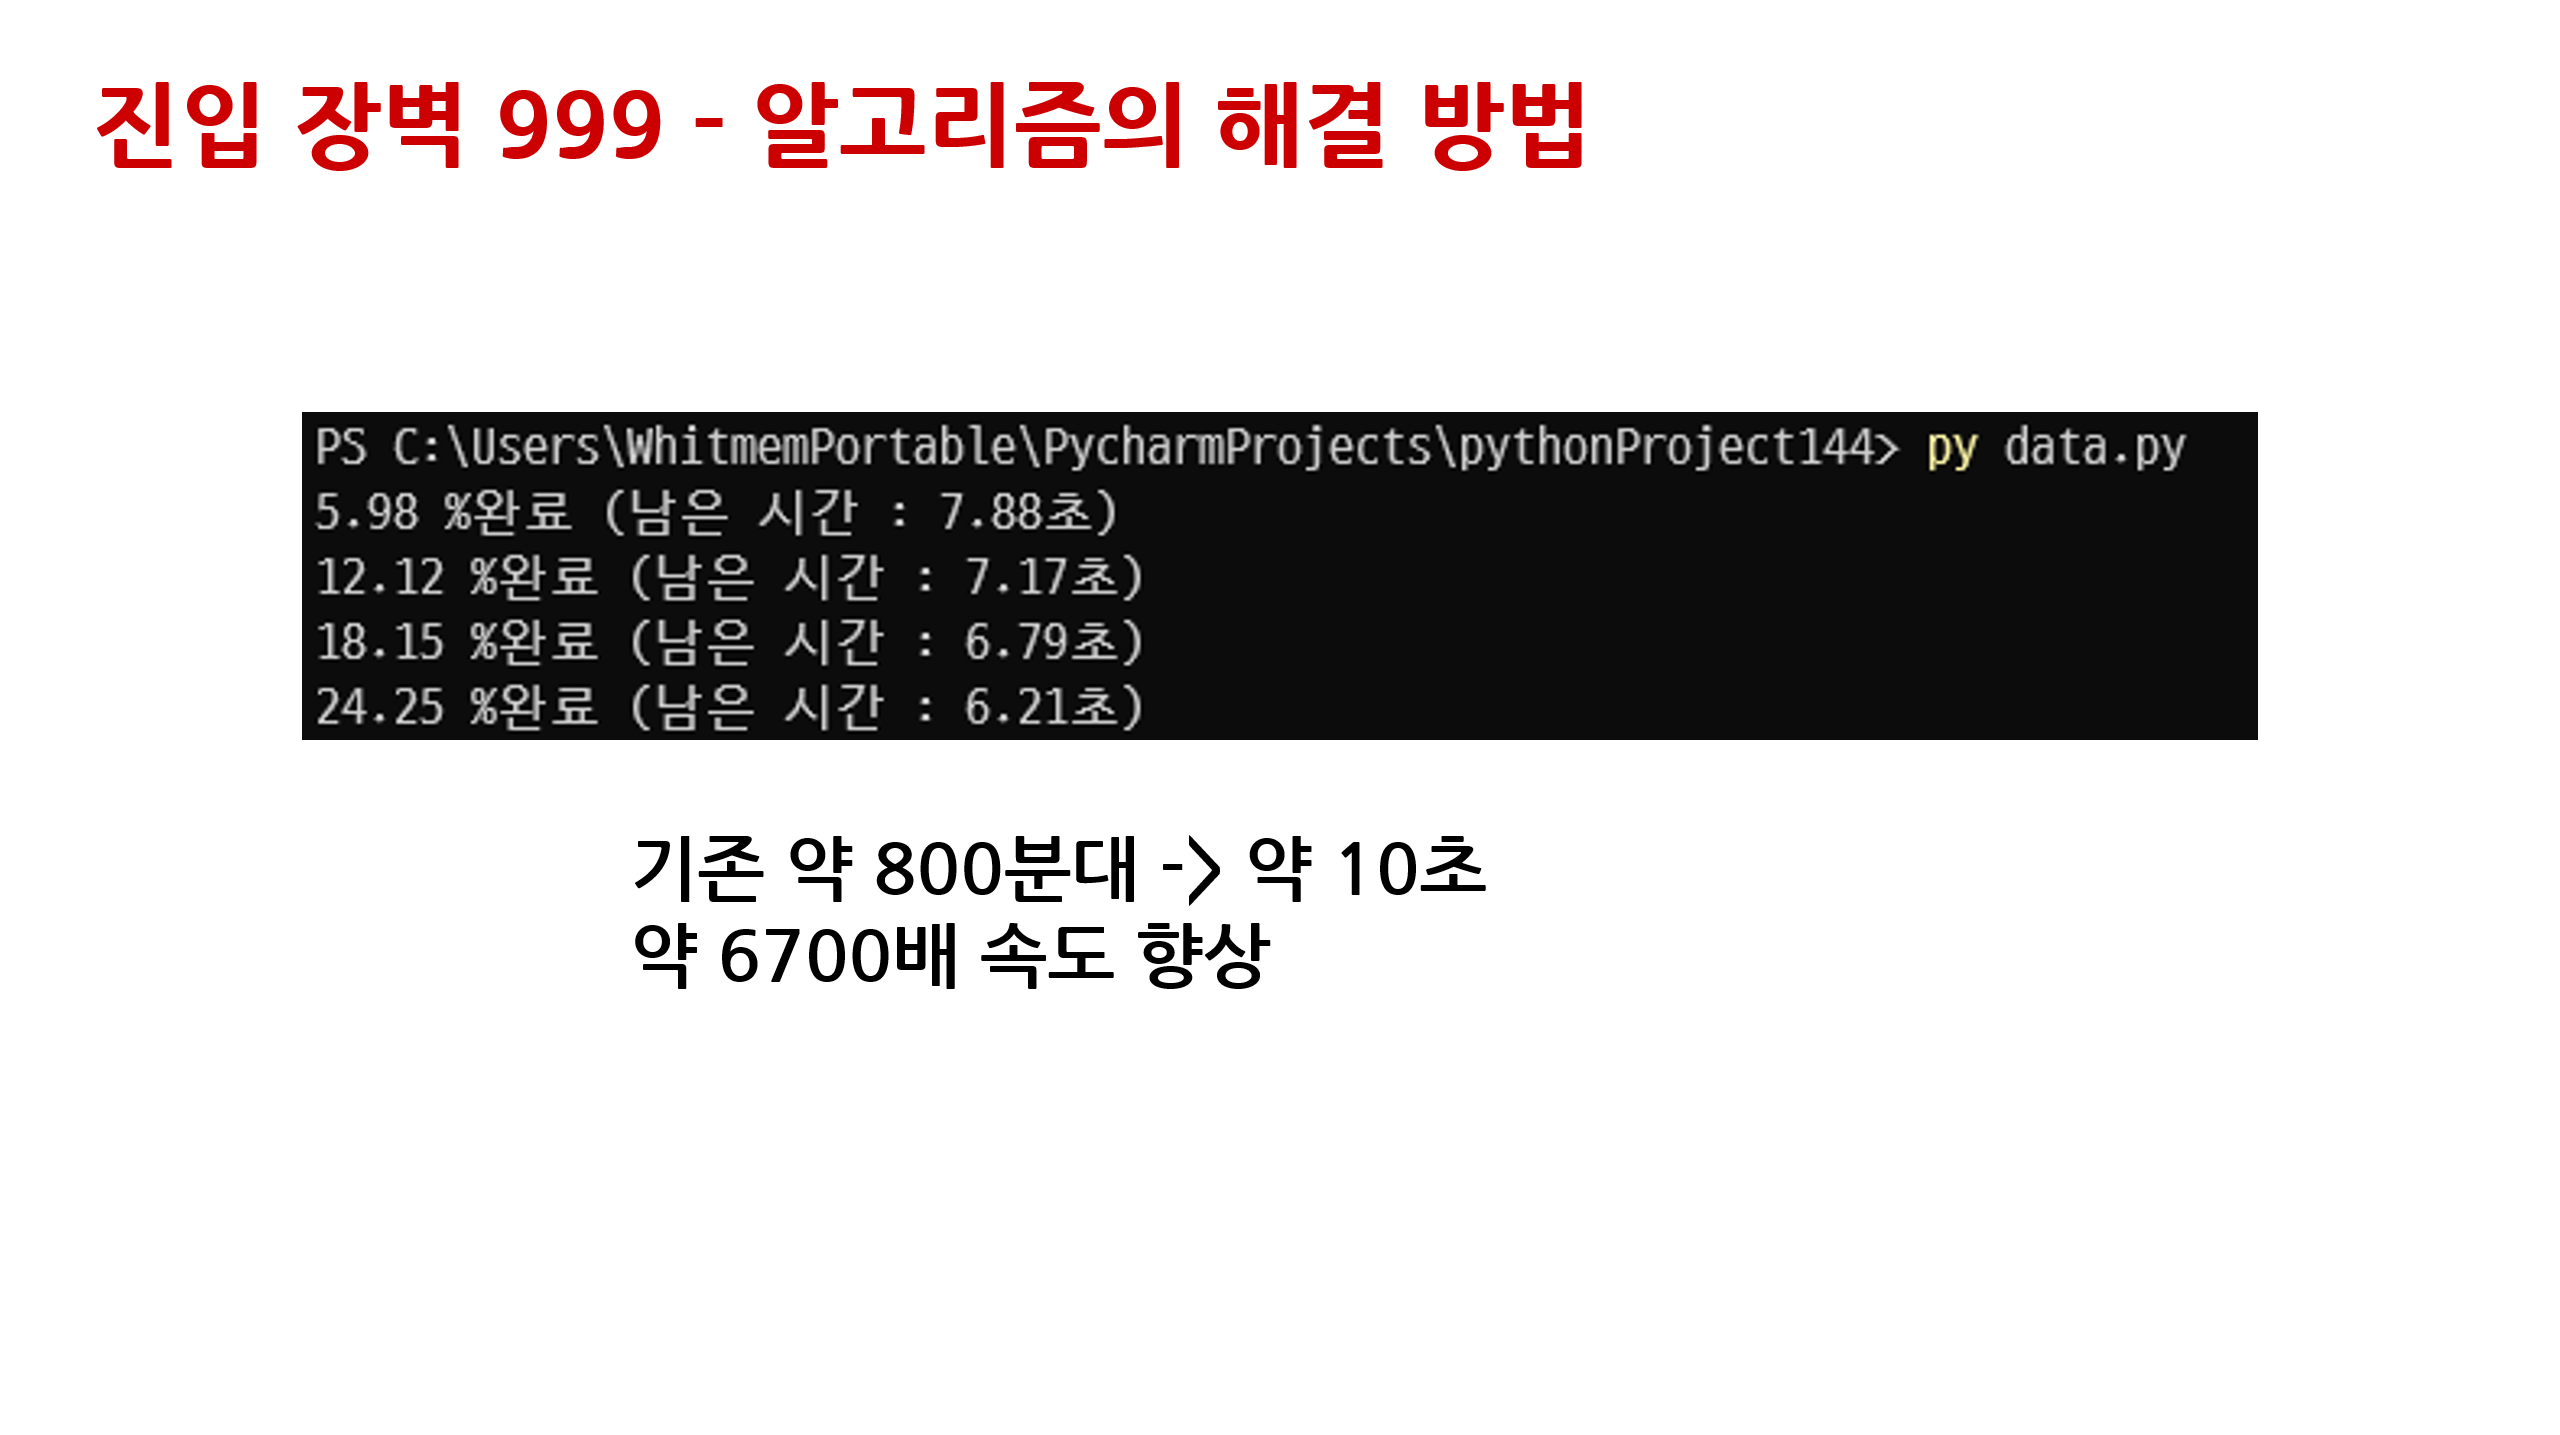 진입 장벽 999 - 알고리즘의 해결 방법
PS C:\Users\WhitmemPortable\PycharmProjects\pythonProject144> py data.py
5.98 %완료 (남은 시간 : 7.88초)
12.12 %완료 (남은 시간 : 7.17초)
18.15 %완료 (남은 시간 : 6.79초)
24.25 %완료 (남은 시간 : 6.21초)
기존 약 800분대 -> 약 10초
약 6700배 속도 향상